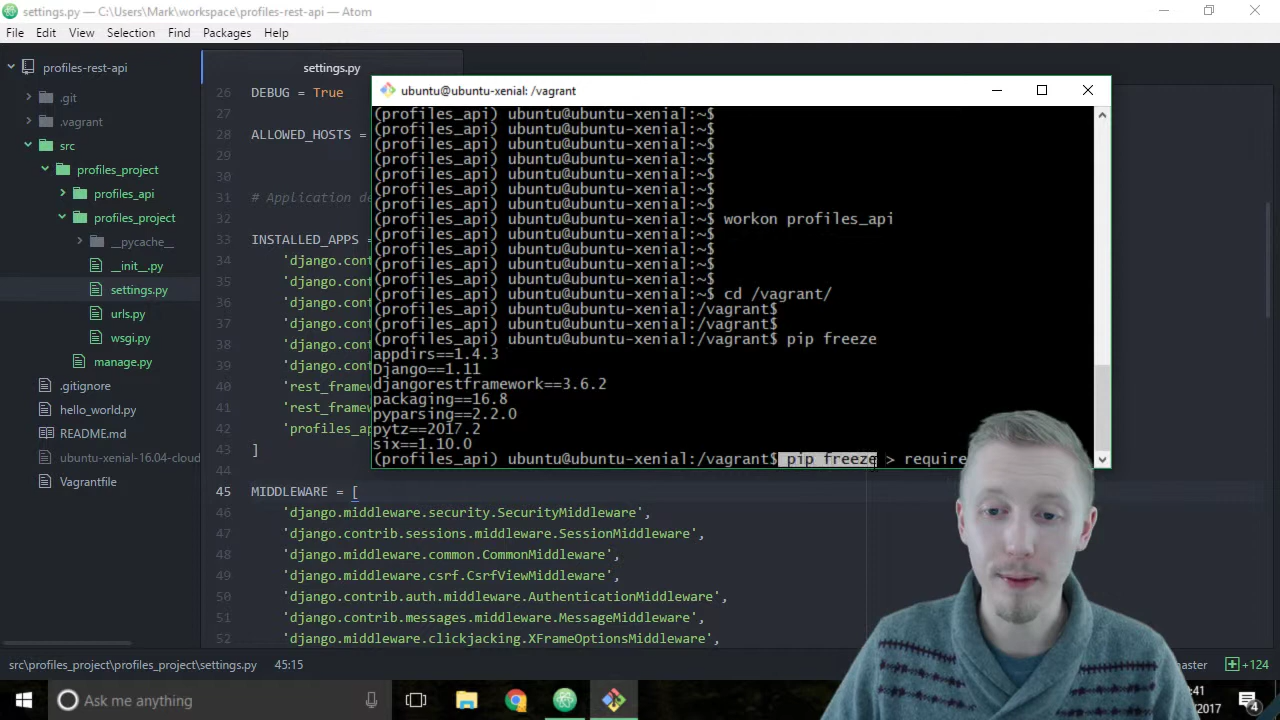 settings.py — C:\Users\Mark\workspace\profiles-rest-api — Atom
File Edit View Selection Find Packages Help
profiles-rest-api
.git
.vagrant
src
profiles_project
profiles_api
profiles_project
__pycache__
__init__.py
settings.py
urls.py
wsgi.py
manage.py
.gitignore
hello_world.py
README.md
ubuntu-xenial-16.04-cloud
Vagrantfile
settings.py
26 DEBUG = True
27
28 ALLOWED_HOSTS =
29
31 # Application de
32
33 INSTALLED_APPS =
34 'django.cont
35 'django.cont
36 'django.cont
37 'django.cont
38 'django.cont
39 'django.cont
40 'rest_framew
41 'rest_framew
42 'profiles_ap
43 ]
44
45 MIDDLEWARE = [
46 'django.middleware.security.SecurityMiddleware',
47 'django.contrib.sessions.middleware.SessionMiddleware',
48 'django.middleware.common.CommonMiddleware',
49 'django.middleware.csrf.CsrfViewMiddleware',
50 'django.contrib.auth.middleware.AuthenticationMiddleware',
51 'django.contrib.messages.middleware.MessageMiddleware',
52 'django.middleware.clickjacking.XFrameOptionsMiddleware',
ubuntu@ubuntu-xenial: /vagrant
(profiles_api) ubuntu@ubuntu-xenial:~$
(profiles_api) ubuntu@ubuntu-xenial:~$
(profiles_api) ubuntu@ubuntu-xenial:~$
(profiles_api) ubuntu@ubuntu-xenial:~$
(profiles_api) ubuntu@ubuntu-xenial:~$
(profiles_api) ubuntu@ubuntu-xenial:~$
(profiles_api) ubuntu@ubuntu-xenial:~$
(profiles_api) ubuntu@ubuntu-xenial:~$ workon profiles_api
(profiles_api) ubuntu@ubuntu-xenial:~$
(profiles_api) ubuntu@ubuntu-xenial:~$
(profiles_api) ubuntu@ubuntu-xenial:~$
(profiles_api) ubuntu@ubuntu-xenial:~$
(profiles_api) ubuntu@ubuntu-xenial:~$ cd /vagrant/
(profiles_api) ubuntu@ubuntu-xenial:/vagrant$
(profiles_api) ubuntu@ubuntu-xenial:/vagrant$
(profiles_api) ubuntu@ubuntu-xenial:/vagrant$ pip freeze
appdirs==1.4.3
Django==1.11
djangorestframework==3.6.2
packaging==16.8
pyparsing==2.2.0
pytz==2017.2
six==1.10.0
(profiles_api) ubuntu@ubuntu-xenial:/vagrant$ pip freeze > require
src\profiles_project\profiles_project\settings.py 45:15
master +124
Ask me anything
:41
/2017
4